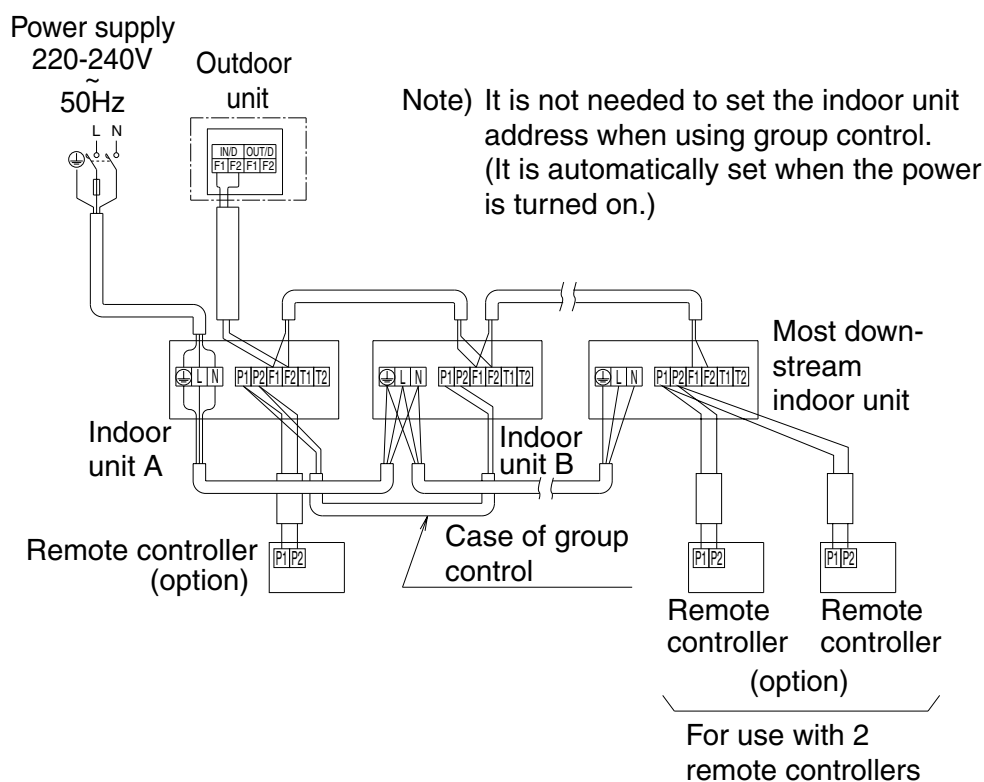 Power supply
220-240V
~
50Hz
L N
Outdoor
unit
IN/D OUT/D
F1 F2 F1 F2
Note) It is not needed to set the indoor unit
address when using group control.
(It is automatically set when the power
is turned on.)
L N
P1 P2 F1 F2 T1 T2
L N
P1 P2 F1 F2 T1 T2
L N
P1 P2 F1 F2 T1 T2
Most down-
stream
indoor unit
Indoor
unit A
Indoor
unit B
Remote controller
(option)
P1 P2
Case of group
control
P1 P2
P1 P2
Remote
controller
Remote
controller
(option)
For use with 2
remote controllers